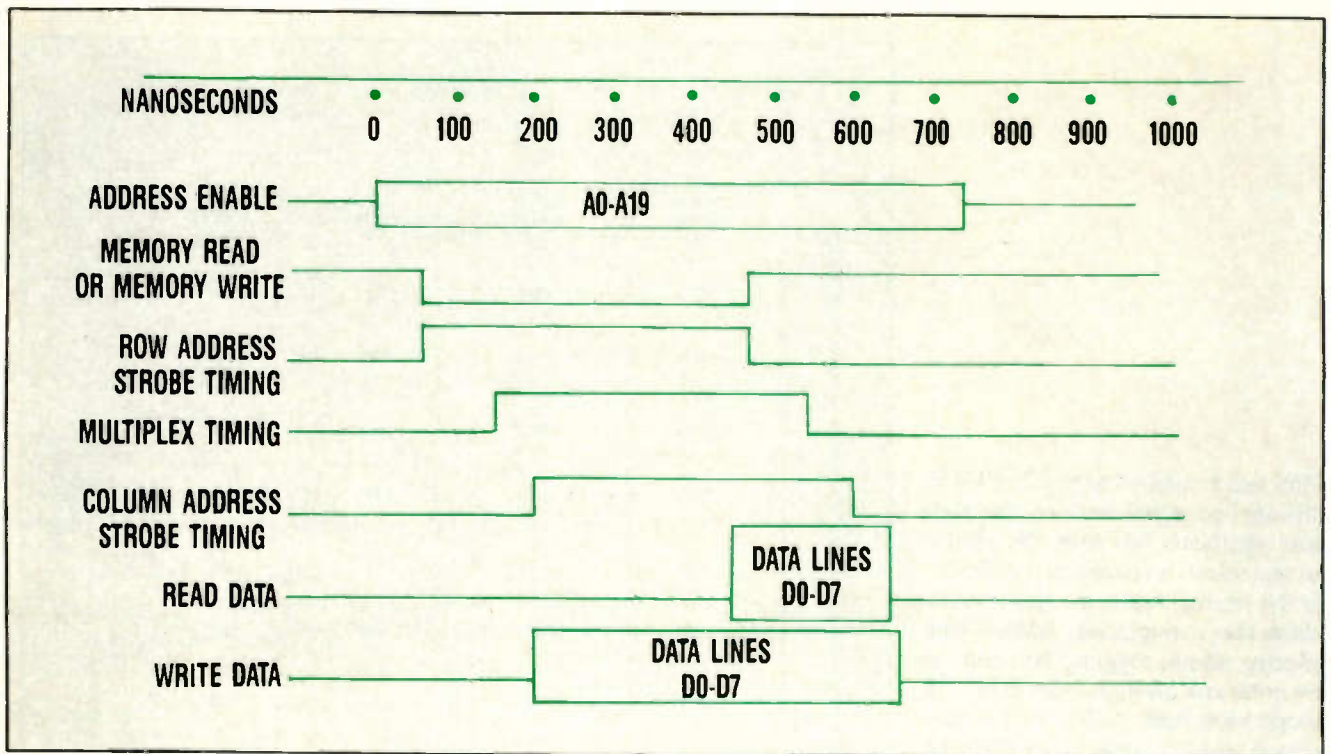 NANOSECONDS
0 100 200 300 400 500 600 700 800 900 1000
ADDRESS ENABLE
A0-A19
MEMORY READ
OR MEMORY WRITE
ROW ADDRESS
STROBE TIMING
MULTIPLEX TIMING
COLUMN ADDRESS
STROBE TIMING
DATA LINES
D0-D7
READ DATA
DATA LINES
D0-D7
WRITE DATA